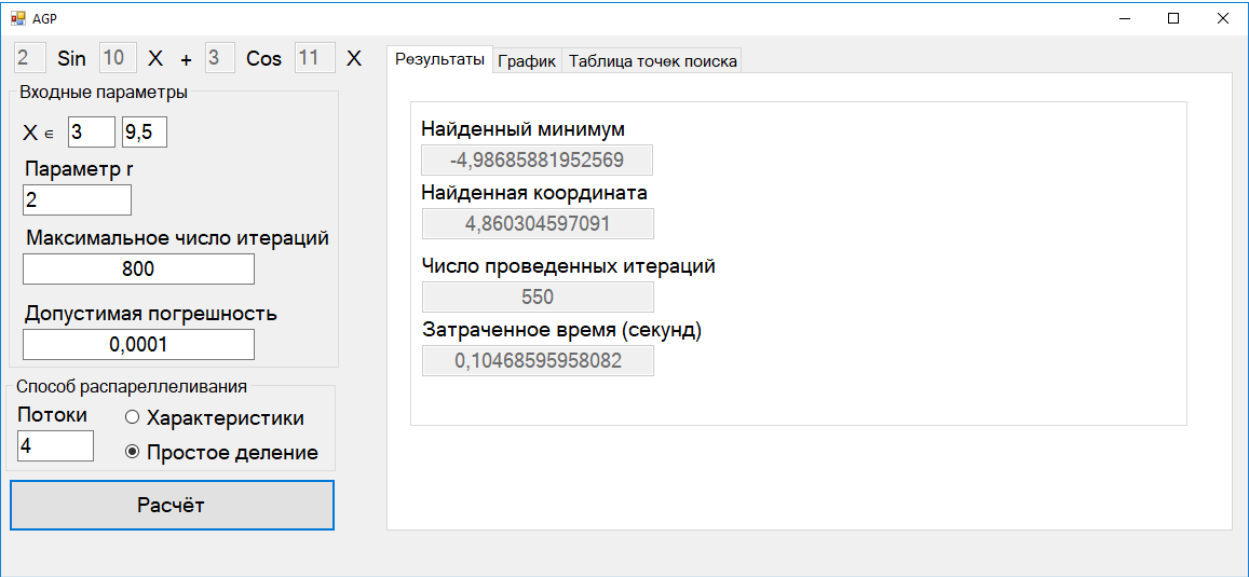 AGP
2 Sin 10 X + 3 Cos 11 X
Входные параметры
X ∈ 3 9,5
Параметр r
2
Максимальное число итераций
800
Допустимая погрешность
0,0001
Способ распареллеливания
Потоки
4
Характеристики
Простое деление
Расчёт
Результаты График Таблица точек поиска
Найденный минимум
-4,98685881952569
Найденная координата
4,860304597091
Число проведенных итераций
550
Затраченное время (секунд)
0,10468595958082